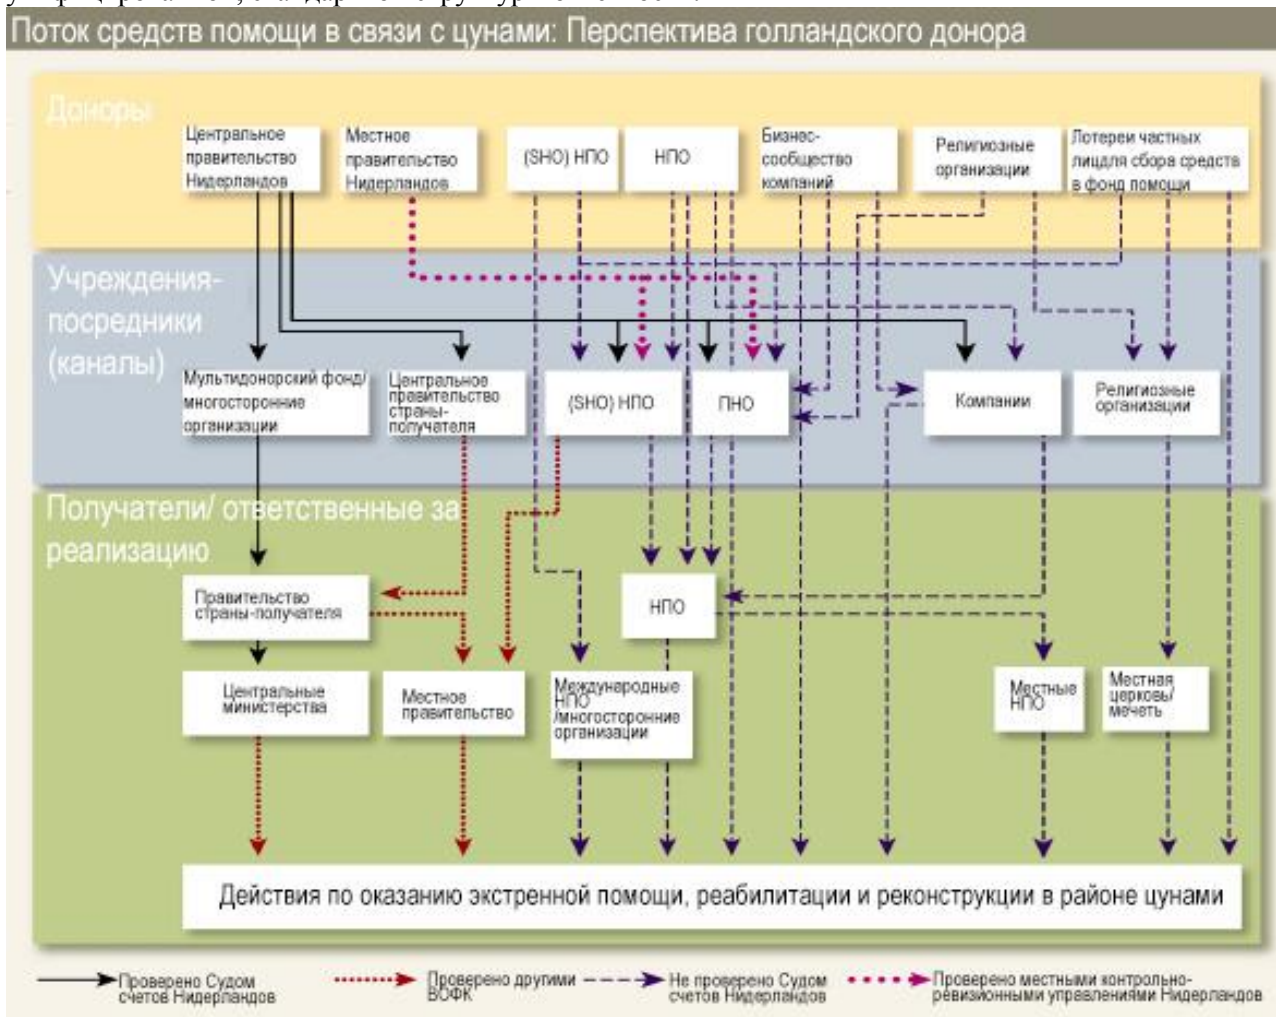 Поток средств помощи в связи с цунами: Перспектива голландского донора
Доноры
Центральное
правительство
Нидерландов
Местное
правительство
Нидерландов
(SHO) НПО
НПО
Бизнес-
сообщество
компаний
Религиозные
организации
Лотереи частных
лицдля сбора средств
в фонд помощи
Учреждения-
посредники
(каналы)
Мультидонорский фонд/
многосторонние
организации
Центральное
правительство
страны-
получателя
(SHO) НПО
ПНО
Компании
Религиозные
организации
Получатели/ ответственные за
реализацию
Правительство
страны-получателя
НПО
Центральные
министерства
Местное
правительство
Международные
НПО
/многосторонние
организации
Местные
НПО
Местная
церковь/
мечеть
Действия по оказанию экстренной помощи, реабилитации и реконструкции в районе цунами
Проверено Судом
счетов Нидерландов
Проверено другими
ВОФК
Не проверено Судом
счетов Нидерландов
Проверено местными контрольно-
ревизионными управлениями Нидерландов